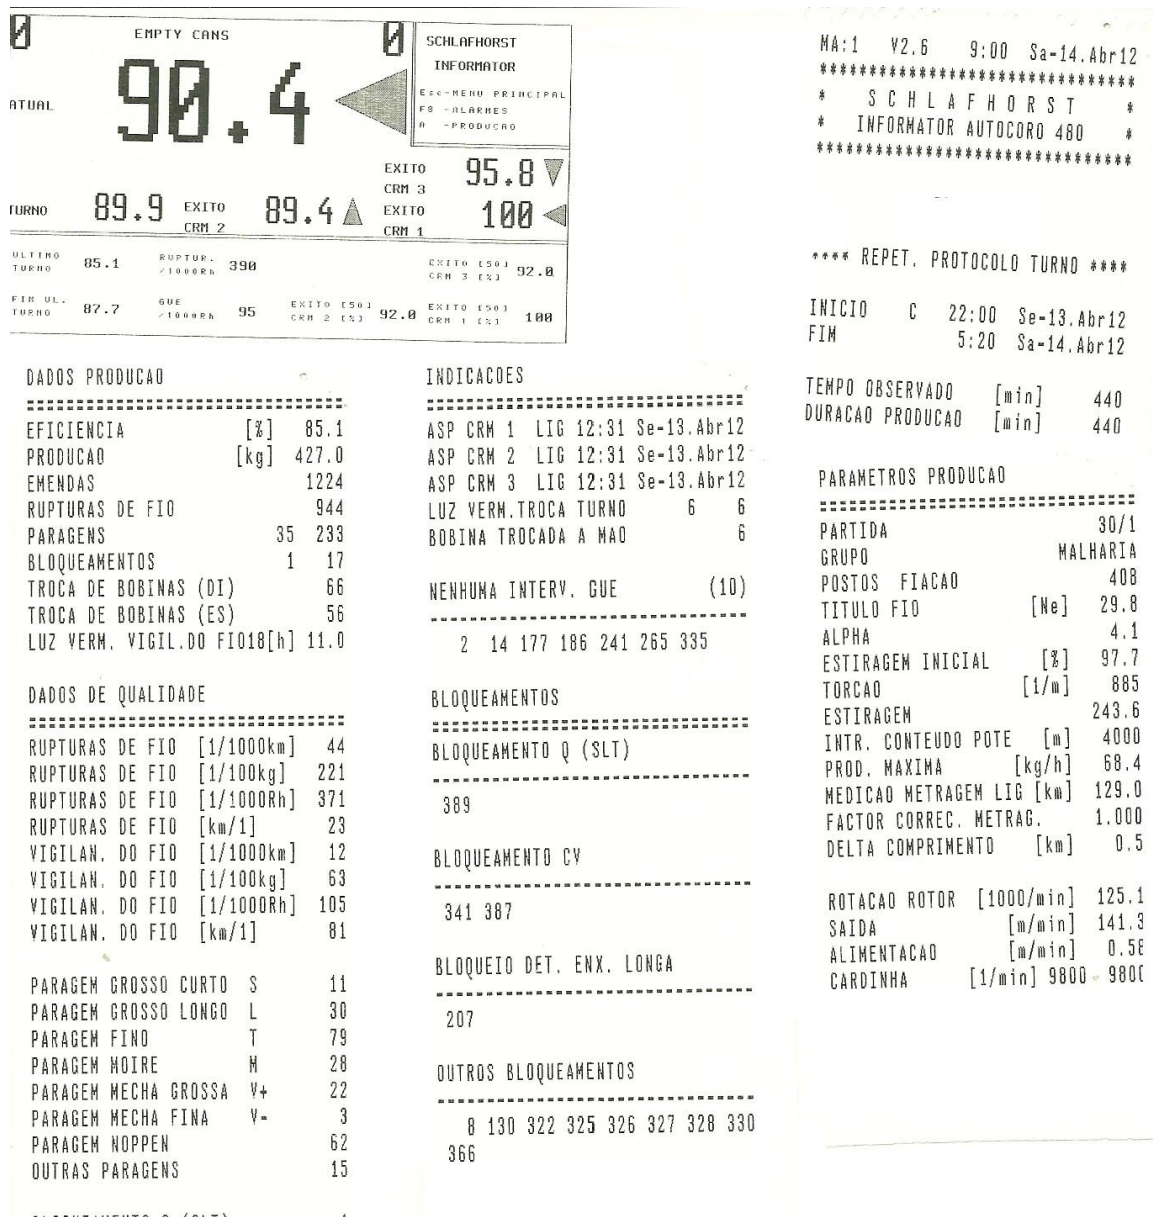 0 EMPTY CANS 0
SCHLAFHORST
INFORMATOR
Esc-MENU PRINCIPAL
F8 -ALARMES
A -PRODUCAO
ATUAL 90.4
EXITO CRM 3 95.8
TURNO 89.9 EXITO CRM 2 89.4 EXITO CRM 1 100
ULTIMO TURNO 85.1 RUPTUR. /1000Rh 390 EXITO [50] CRM 3 [%] 92.0
FIM UL. TURNO 87.7 GUE /1000Rh 95 EXITO [50] CRM 2 [%] 92.0 EXITO [50] CRM 1 [%] 100
DADOS PRODUCAO
EFICIENCIA [%] 85.1
PRODUCAO [kg] 427.0
EMENDAS 1224
RUPTURAS DE FIO 944
PARAGENS 35 233
BLOQUEAMENTOS 1 17
TROCA DE BOBINAS (DI) 66
TROCA DE BOBINAS (ES) 56
LUZ VERM. VIGIL.DO FIO18[h] 11.0
DADOS DE QUALIDADE
RUPTURAS DE FIO [1/1000km] 44
RUPTURAS DE FIO [1/100kg] 221
RUPTURAS DE FIO [1/1000Rh] 371
RUPTURAS DE FIO [km/1] 23
VIGILAN. DO FIO [1/1000km] 12
VIGILAN. DO FIO [1/100kg] 63
VIGILAN. DO FIO [1/1000Rh] 105
VIGILAN. DO FIO [km/1] 81
PARAGEM GROSSO CURTO S 11
PARAGEM GROSSO LONGO L 30
PARAGEM FINO T 79
PARAGEM MOIRE M 28
PARAGEM MECHA GROSSA V+ 22
PARAGEM MECHA FINA V- 3
PARAGEM NOPPEN 62
OUTRAS PARAGENS 15
INDICACOES
ASP CRM 1 LIG 12:31 Se-13.Abr12
ASP CRM 2 LIG 12:31 Se-13.Abr12
ASP CRM 3 LIG 12:31 Se-13.Abr12
LUZ VERM.TROCA TURNO 6 6
BOBINA TROCADA A MAO 6
NENHUMA INTERV. GUE (10)
2 14 177 186 241 265 335
BLOQUEAMENTOS
BLOQUEAMENTO Q (SLT)
389
BLOQUEAMENTO CV
341 387
BLOQUEIO DET. ENX. LONGA
207
OUTROS BLOQUEAMENTOS
8 130 322 325 326 327 328 330
366
MA:1 V2.6 9:00 Sa-14.Abr12
********************************
* SCHLAFHORST *
* INFORMATOR AUTOCORO 480 *
********************************
**** REPET. PROTOCOLO TURNO ****
INICIO C 22:00 Se-13.Abr12
FIM 5:20 Sa-14.Abr12
TEMPO OBSERVADO [min] 440
DURACAO PRODUCAO [min] 440
PARAMETROS PRODUCAO
PARTIDA 30/1
GRUPO MALHARIA
POSTOS FIACAO 408
TITULO FIO [Ne] 29.8
ALPHA 4.1
ESTIRAGEM INICIAL [%] 97.7
TORCAO [1/m] 885
ESTIRAGEM 243.6
INTR. CONTEUDO POTE [m] 4000
PROD. MAXIMA [kg/h] 68.4
MEDICAO METRAGEM LIG [km] 129.0
FACTOR CORREC. METRAG. 1.000
DELTA COMPRIMENTO [km] 0.5
ROTACAO ROTOR [1000/min] 125.1
SAIDA [m/min] 141.3
ALIMENTACAO [m/min] 0.58
CARDINHA [1/min] 9800 - 9800